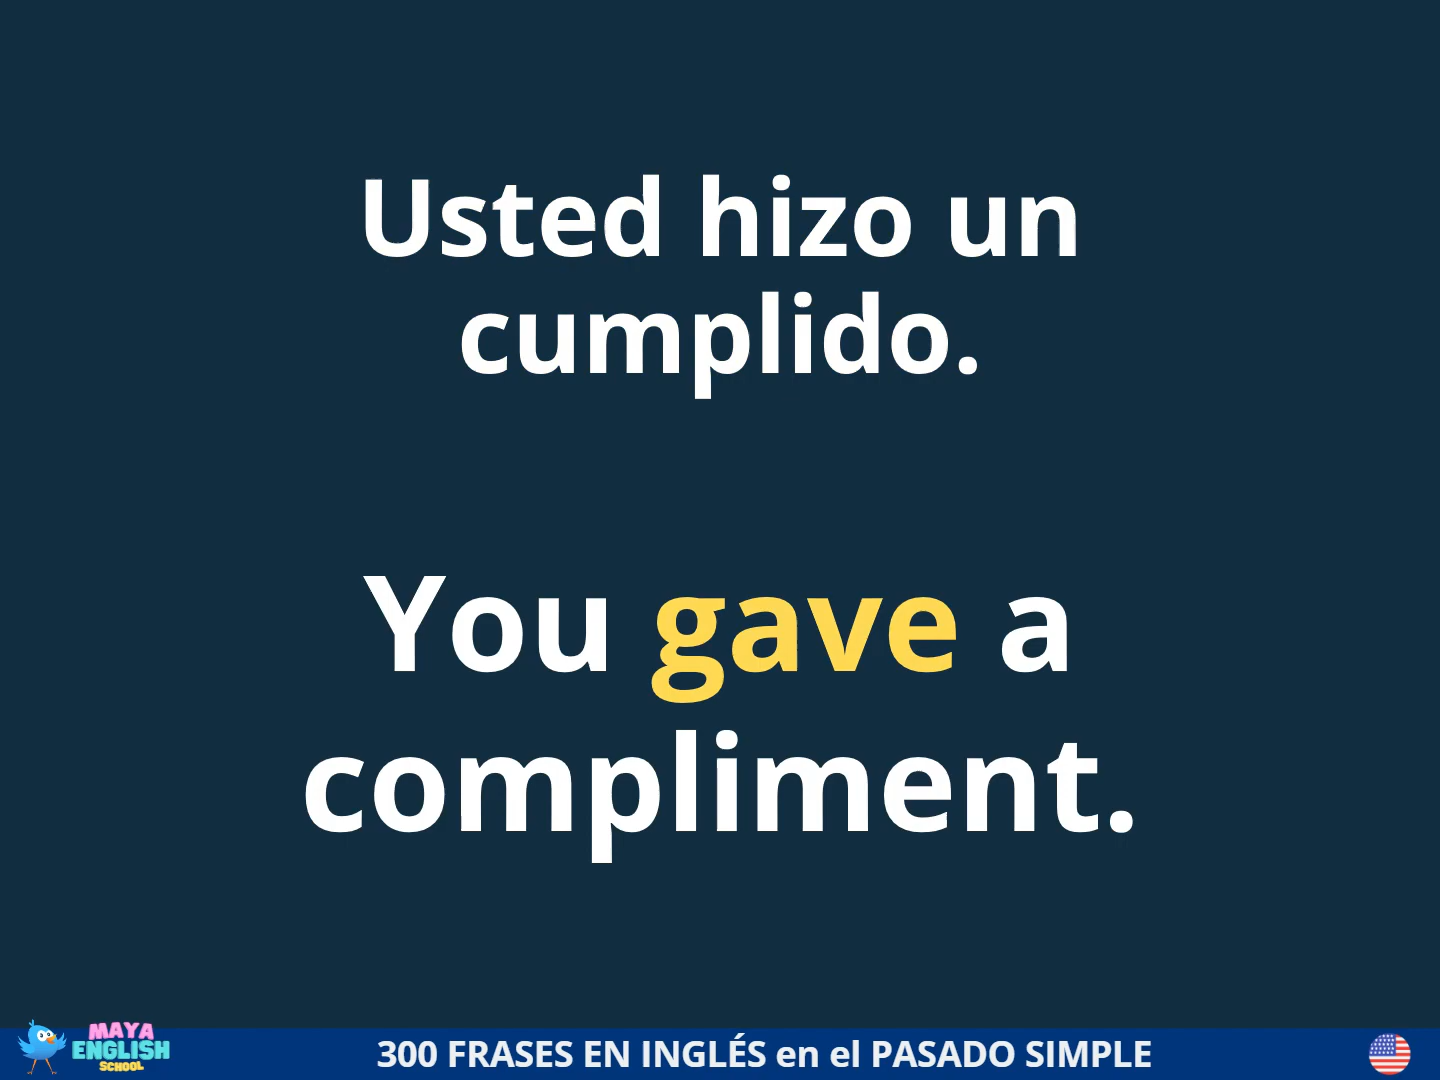 Usted hizo un
cumplido.
You gave a
compliment.
MAYA
ENGLISH
SCHOOL
300 FRASES EN INGLÉS en el PASADO SIMPLE